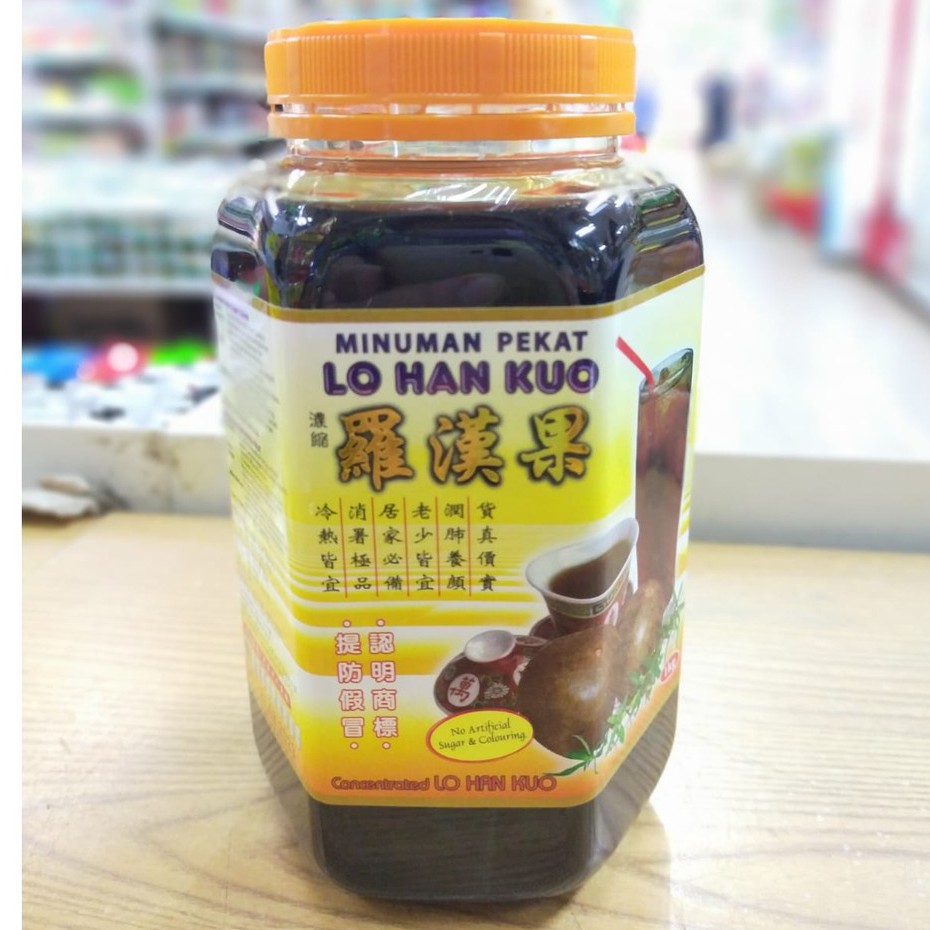 MINUMAN PEKAT
LO HAN KUO
濃縮
羅漢果
貨真價實
潤肺養顏
老少皆宜
居家必備
消暑極品
冷熱皆宜
認明商標
提防假冒
萬
No Artificial
Sugar & Colouring
Concentrated LO HAN KUO